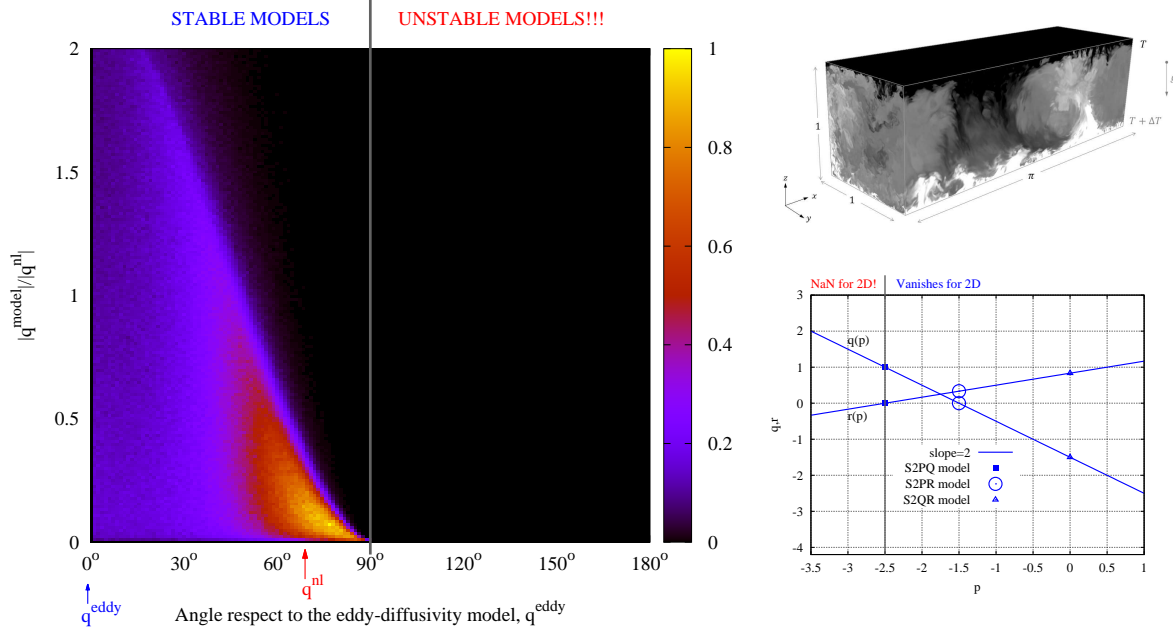 STABLE MODELS
UNSTABLE MODELS!!!
2
1.5
1
0.5
0
|q^model|/|q^nl|
0^o
30^o
60^o
90^o
120^o
150^o
180^o
q^eddy
q^nl
Angle respect to the eddy-diffusivity model, q^eddy
1
0.8
0.6
0.4
0.2
0
T
T + ΔT
1
1
π
z
x
y
NaN for 2D!
Vanishes for 2D
3
2
1
0
-1
-2
-3
-4
q,r
q(p)
r(p)
slope=2
S2PQ model
S2PR model
S2QR model
-3.5
-3
-2.5
-2
-1.5
-1
-0.5
0
0.5
1
p